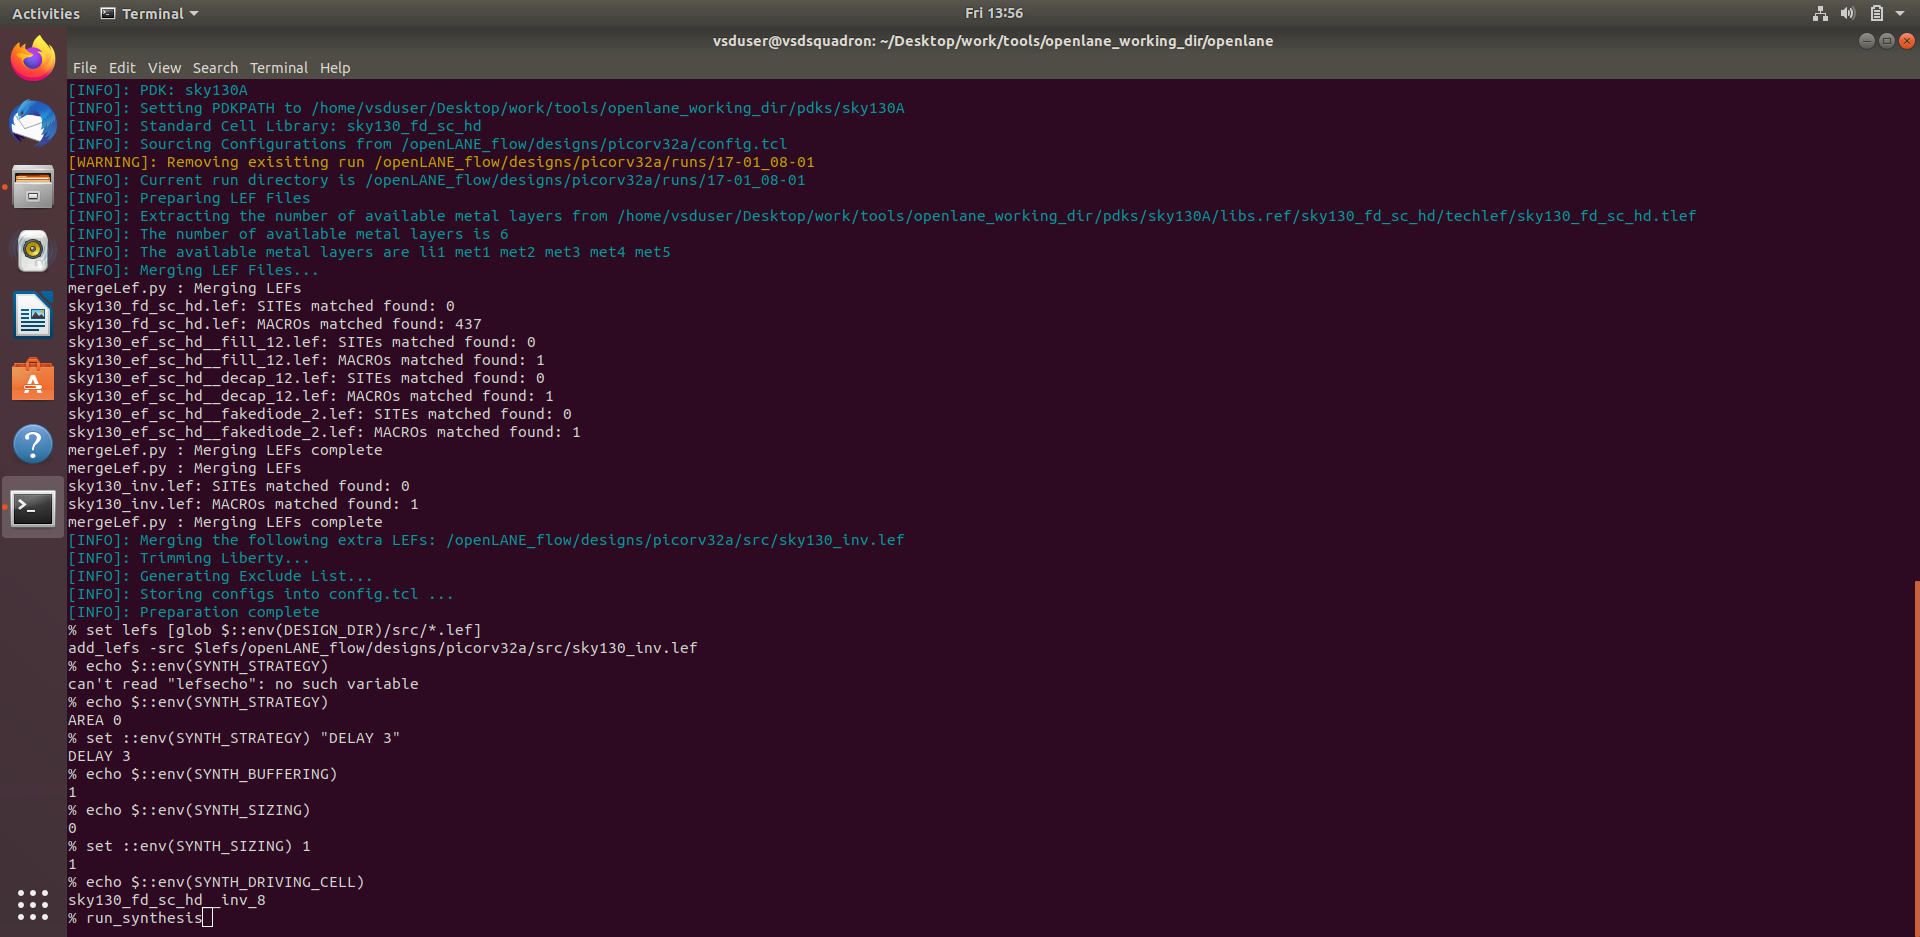 Activities Terminal Fri 13:56
vsduser@vsdsquadron: ~/Desktop/work/tools/openlane_working_dir/openlane
File Edit View Search Terminal Help
[INFO]: PDK: sky130A
[INFO]: Setting PDKPATH to /home/vsduser/Desktop/work/tools/openlane_working_dir/pdks/sky130A
[INFO]: Standard Cell Library: sky130_fd_sc_hd
[INFO]: Sourcing Configurations from /openLANE_flow/designs/picorv32a/config.tcl
[WARNING]: Removing exisiting run /openLANE_flow/designs/picorv32a/runs/17-01_08-01
[INFO]: Current run directory is /openLANE_flow/designs/picorv32a/runs/17-01_08-01
[INFO]: Preparing LEF Files
[INFO]: Extracting the number of available metal layers from /home/vsduser/Desktop/work/tools/openlane_working_dir/pdks/sky130A/libs.ref/sky130_fd_sc_hd/techlef/sky130_fd_sc_hd.tlef
[INFO]: The number of available metal layers is 6
[INFO]: The available metal layers are li1 met1 met2 met3 met4 met5
[INFO]: Merging LEF Files...
mergeLef.py : Merging LEFs
sky130_fd_sc_hd.lef: SITEs matched found: 0
sky130_fd_sc_hd.lef: MACROs matched found: 437
sky130_ef_sc_hd__fill_12.lef: SITEs matched found: 0
sky130_ef_sc_hd__fill_12.lef: MACROs matched found: 1
sky130_ef_sc_hd__decap_12.lef: SITEs matched found: 0
sky130_ef_sc_hd__decap_12.lef: MACROs matched found: 1
sky130_ef_sc_hd__fakediode_2.lef: SITEs matched found: 0
sky130_ef_sc_hd__fakediode_2.lef: MACROs matched found: 1
mergeLef.py : Merging LEFs complete
mergeLef.py : Merging LEFs
sky130_inv.lef: SITEs matched found: 0
sky130_inv.lef: MACROs matched found: 1
mergeLef.py : Merging LEFs complete
[INFO]: Merging the following extra LEFs: /openLANE_flow/designs/picorv32a/src/sky130_inv.lef
[INFO]: Trimming Liberty...
[INFO]: Generating Exclude List...
[INFO]: Storing configs into config.tcl ...
[INFO]: Preparation complete
% set lefs [glob $::env(DESIGN_DIR)/src/*.lef]
add_lefs -src $lefs/openLANE_flow/designs/picorv32a/src/sky130_inv.lef
% echo $::env(SYNTH_STRATEGY)
can't read "lefsecho": no such variable
% echo $::env(SYNTH_STRATEGY)
AREA 0
% set ::env(SYNTH_STRATEGY) "DELAY 3"
DELAY 3
% echo $::env(SYNTH_BUFFERING)
1
% echo $::env(SYNTH_SIZING)
0
% set ::env(SYNTH_SIZING) 1
1
% echo $::env(SYNTH_DRIVING_CELL)
sky130_fd_sc_hd__inv_8
% run_synthesis